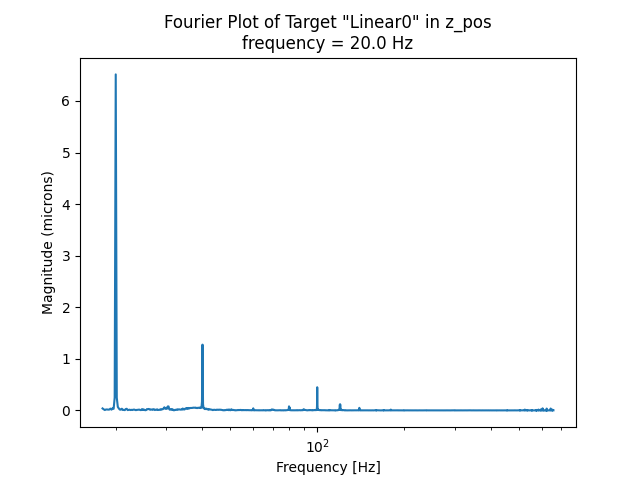 Fourier Plot of Target "Linear0" in z_pos
frequency = 20.0 Hz
6
5
4
3
2
1
0
Magnitude (microns)
10²
Frequency [Hz]